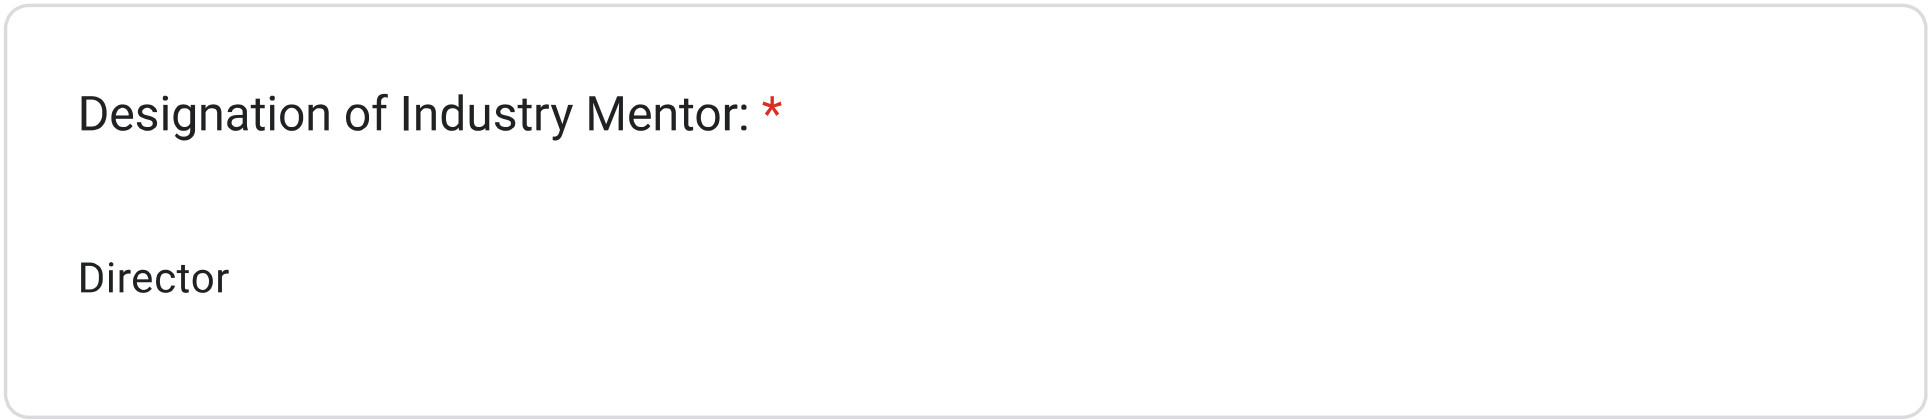 Designation of Industry Mentor: *
Director